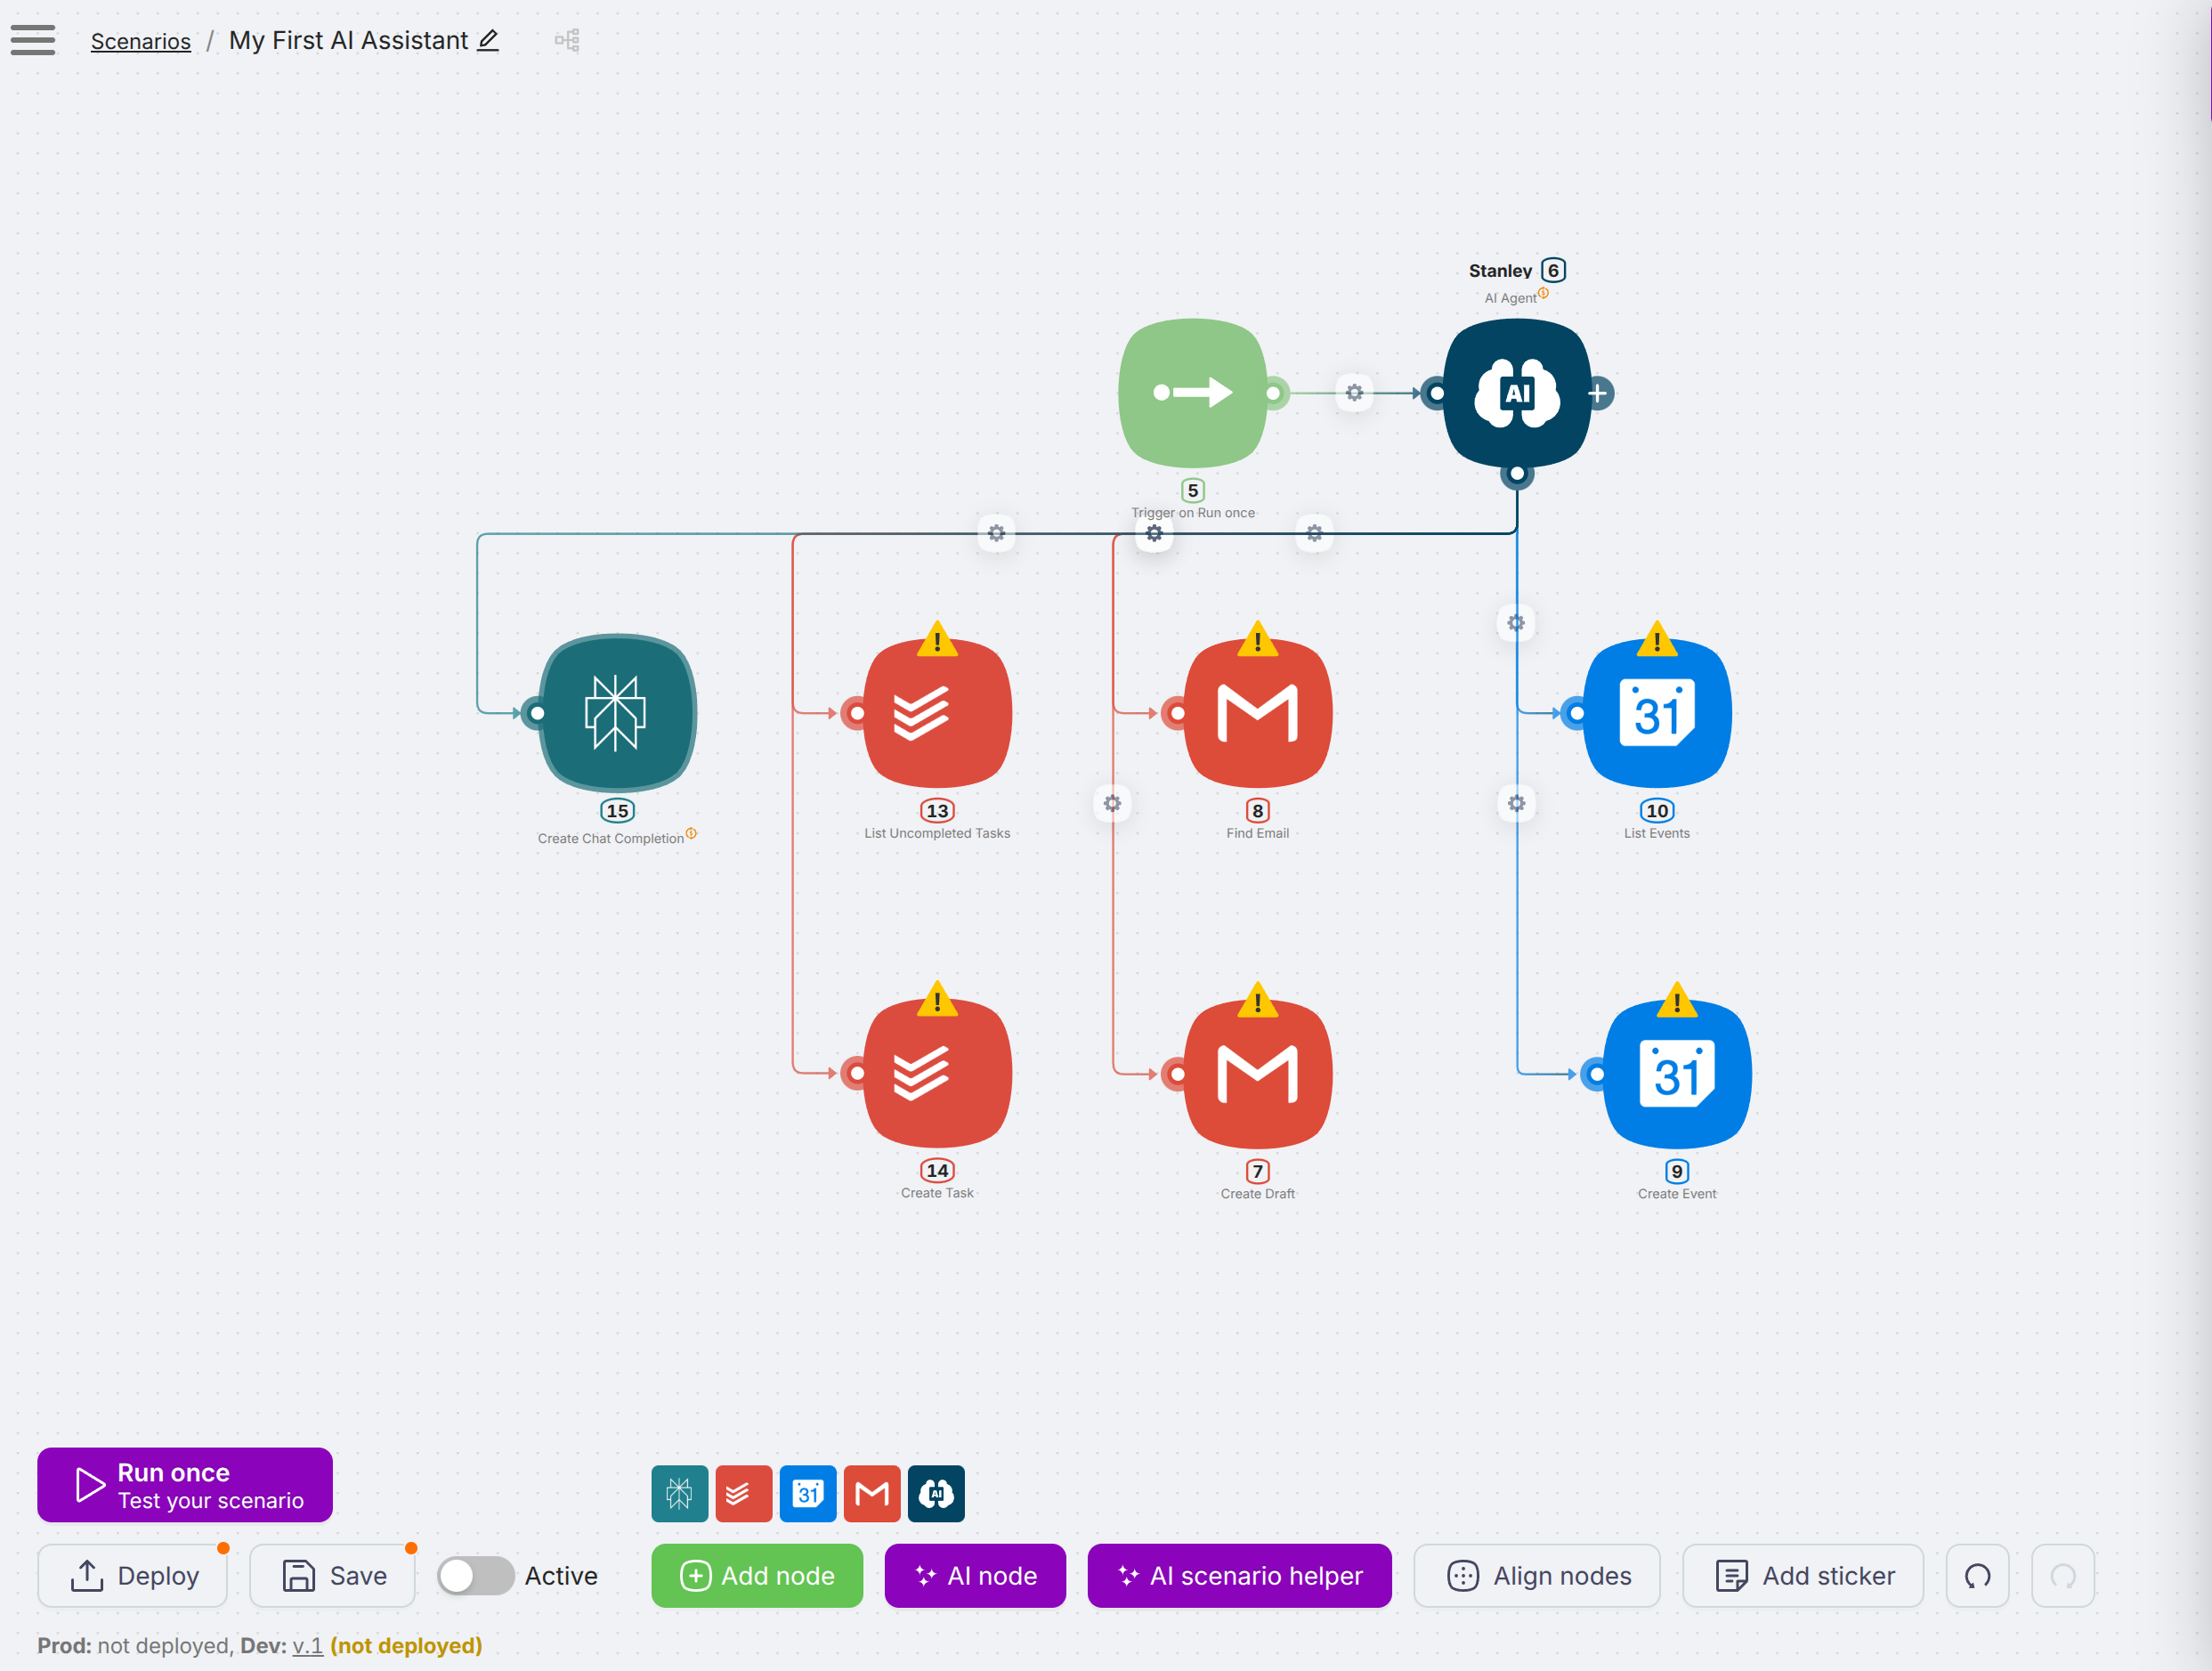 Scenarios / My First AI Assistant
Stanley 6
AI Agent
AI
5
Trigger on Run once
31
15
Create Chat Completion
13
List Uncompleted Tasks
8
Find Email
10
List Events
31
14
Create Task
7
Create Draft
9
Create Event
Run once
Test your scenario
31
AI
Deploy
Save
Active
Add node
AI node
AI scenario helper
Align nodes
Add sticker
Prod: not deployed, Dev: v.1 (not deployed)